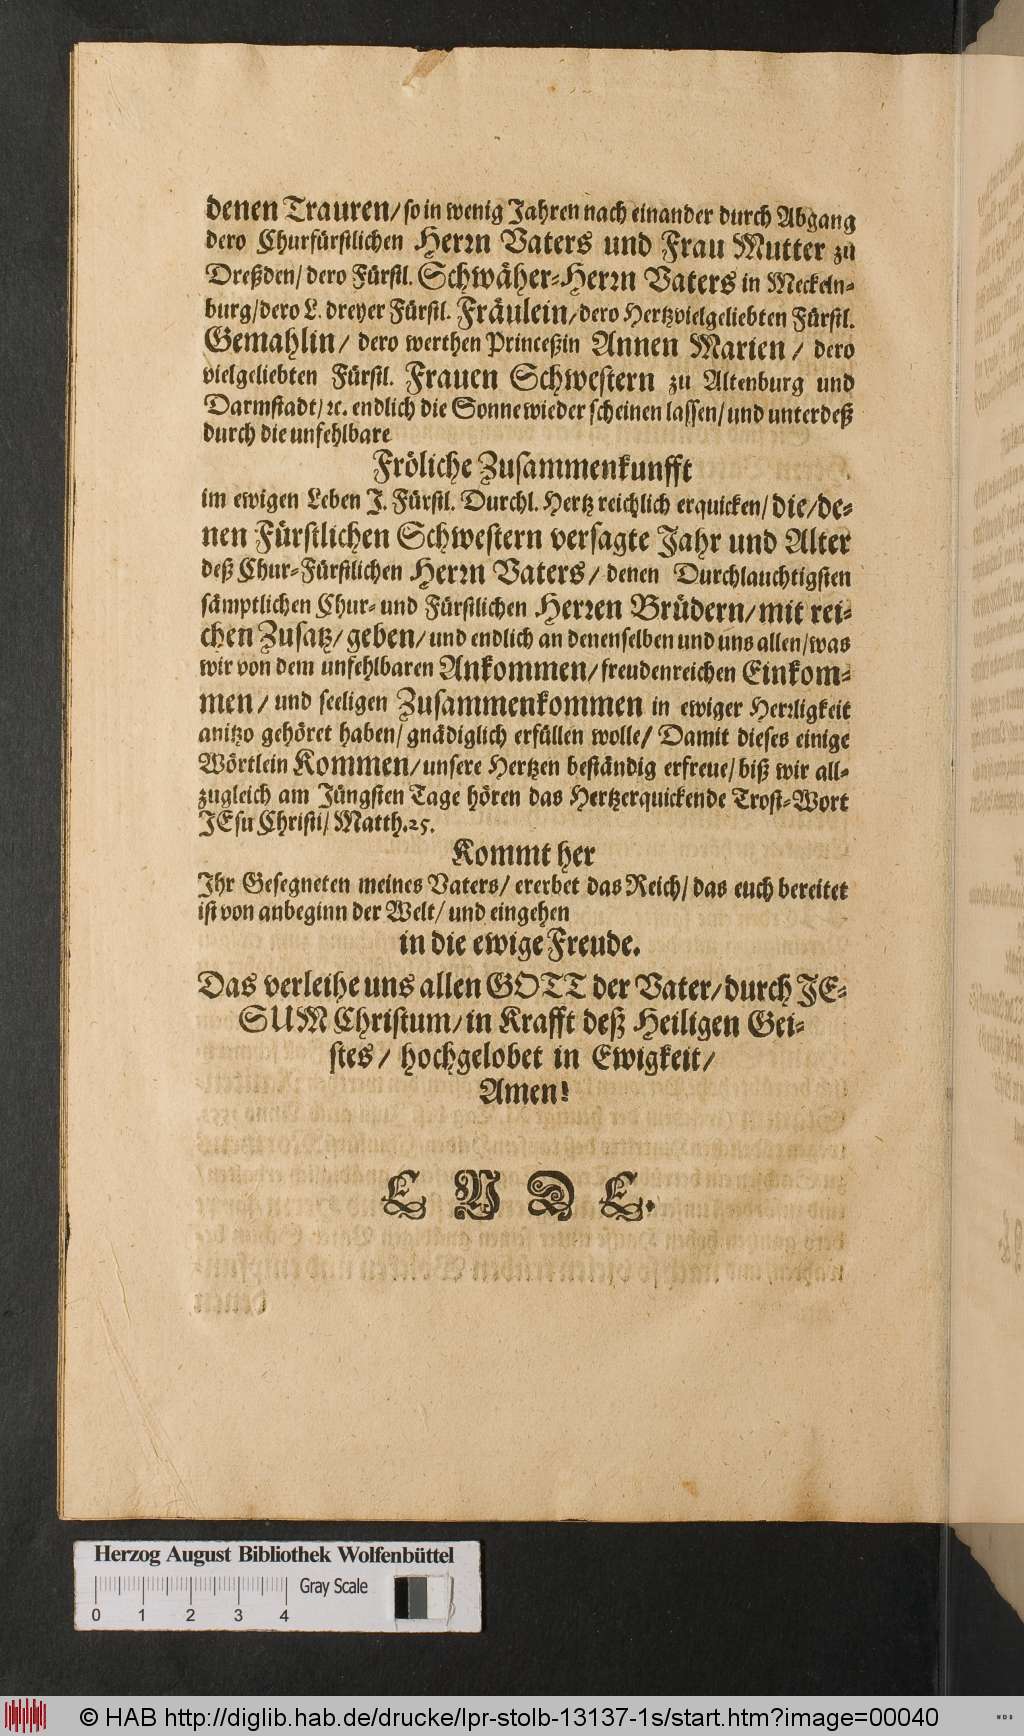 denen Trauren/ so in wenig Jahren nach einander durch Abgang
dero Churfürstlichen Herrn Vaters und Frau Mutter zu
Dreßden/ dero Fürstl. Schwäher-Herrn Vaters in Meckeln-
burg/ dero L. dreyer Fürstl. Fräulein/ dero Hertzvielgeliebten Fürstl.
Gemahlin/ dero werthen Princeßin Annen Marien/ dero
vielgeliebten Fürstl. Frauen Schwestern zu Altenburg und
Darmstadt/ ꝛc. endlich die Sonne wieder scheinen lassen/ und unterdeß
durch die unfehlbare
Fröliche Zusammenkunfft
im ewigen Leben J. Fürstl. Durchl. Hertz reichlich erquicken/ die/ de-
nen Fürstlichen Schwestern versagte Jahr und Alter
deß Chur-Fürstlichen Herrn Vaters/ denen Durchlauchtigsten
sämptlichen Chur- und Fürstlichen Herren Brüdern/ mit rei-
chen Zusatz/ geben/ und endlich an denenselben und uns allen/ was
wir von dem unfehlbaren Ankommen/ freudenreichen Einkom-
men/ und seeligen Zusammenkommen in ewiger Herrligkeit
anitzo gehöret haben/ gnädiglich erfüllen wolle/ Damit dieses einige
Wörtlein Kommen/ unsere Hertzen beständig erfreue/ biß wir all-
zugleich am Jüngsten Tage hören das Hertzerquickende Trost-Wort
JEsu Christi/ Matth. 25.
Kommt her
Ihr Gesegneten meines Vaters/ ererbet das Reich/ das euch bereitet
ist von anbeginn der Welt/ und eingehen
in die ewige Freude.
Das verleihe uns allen GOTT der Vater/ durch JE-
SUM Christum/ in Krafft deß Heiligen Gei-
stes/ hochgelobet in Ewigkeit/
Amen!
E N D E.
Herzog August Bibliothek Wolfenbüttel
Gray Scale
0 1 2 3 4
© HAB http://diglib.hab.de/drucke/lpr-stolb-13137-1s/start.htm?image=00040